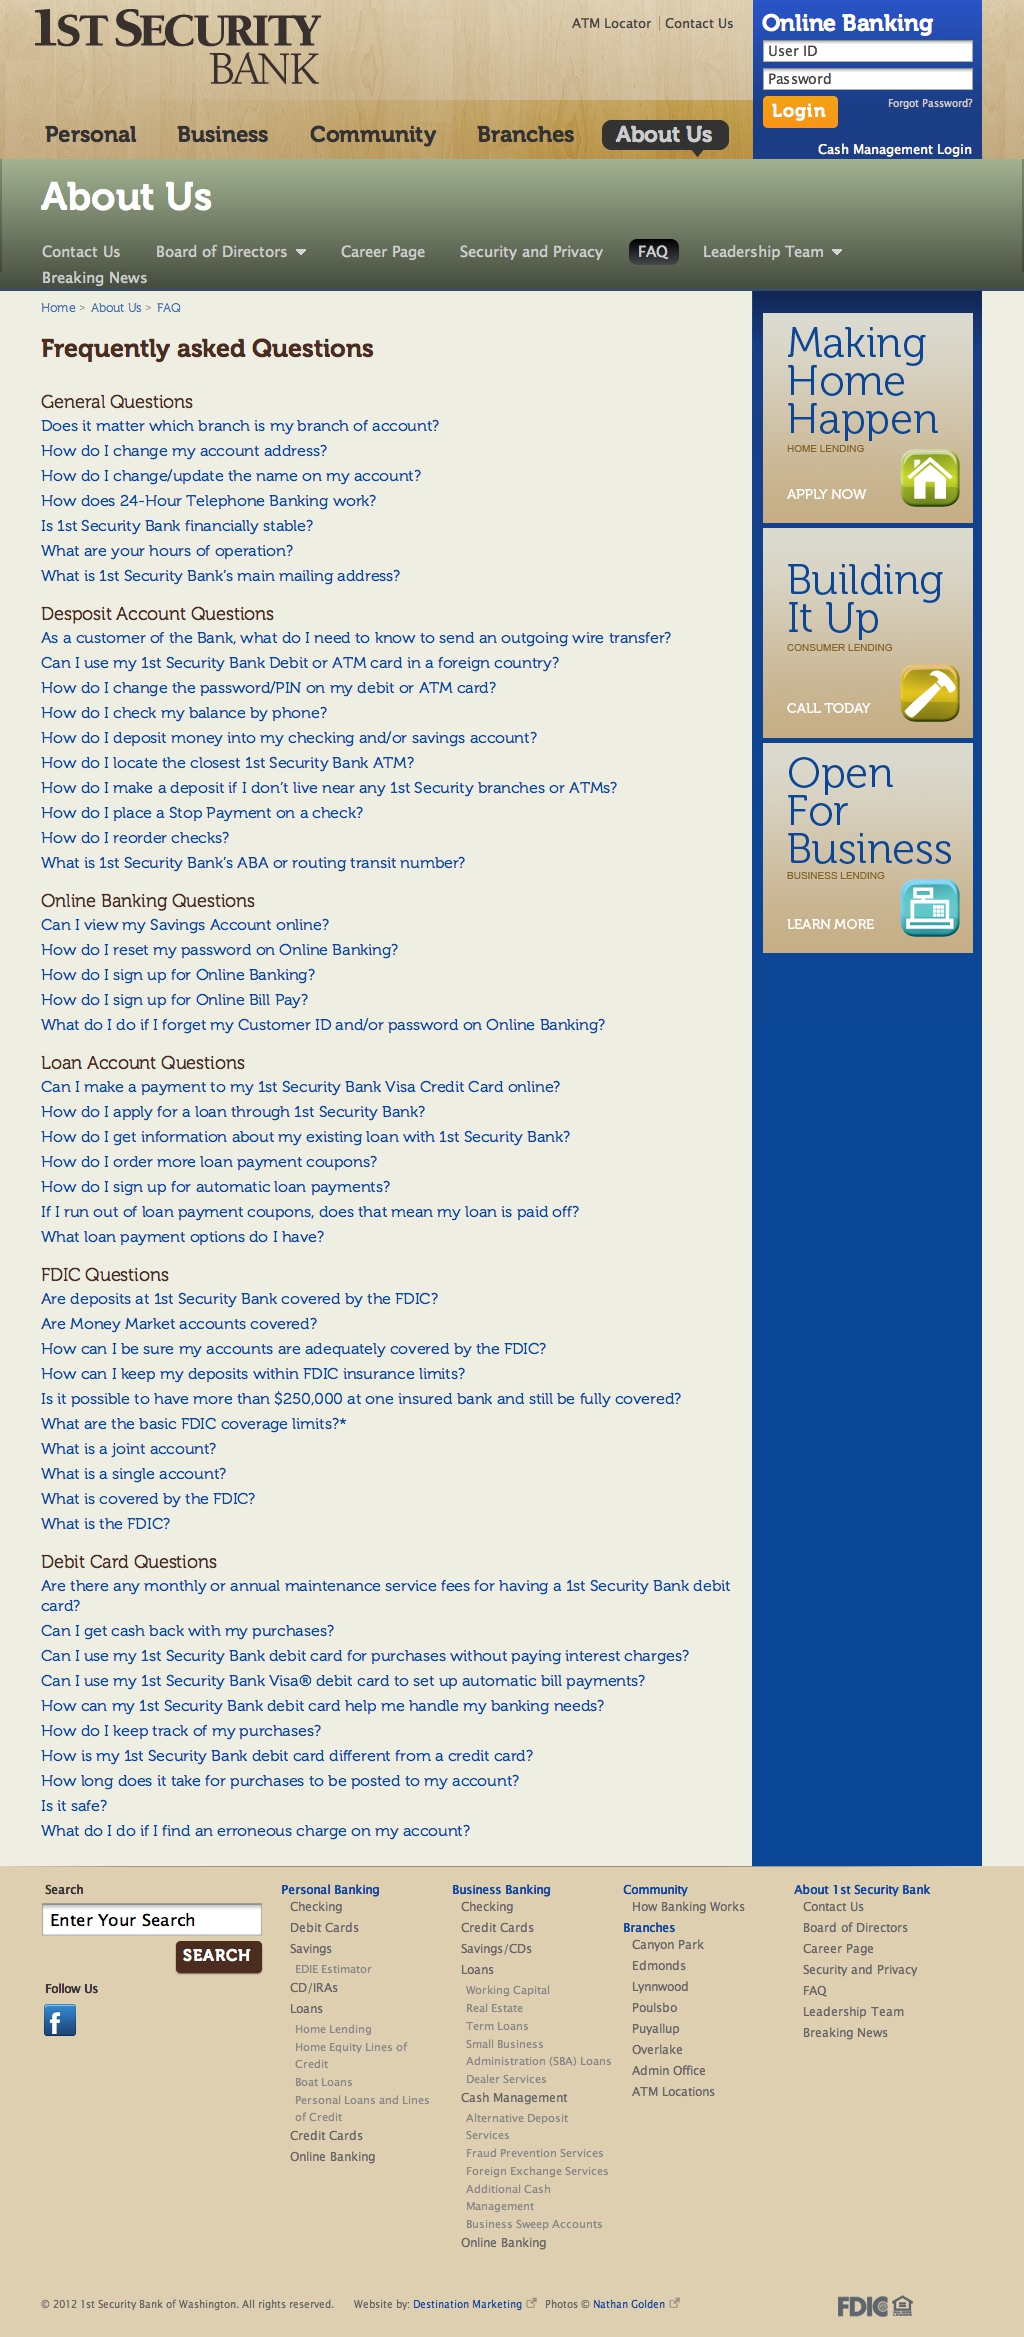 1ST SECURITY
BANK
ATM Locator Contact Us
Online Banking
User ID
Password
Login
Forgot Password?
Cash Management Login
Personal Business Community Branches About Us
About Us
Contact Us Board of Directors Career Page Security and Privacy FAQ Leadership Team
Breaking News
Home > About Us > FAQ
Frequently asked Questions
General Questions
Does it matter which branch is my branch of account?
How do I change my account address?
How do I change/update the name on my account?
How does 24-Hour Telephone Banking work?
Is 1st Security Bank financially stable?
What are your hours of operation?
What is 1st Security Bank's main mailing address?
Desposit Account Questions
As a customer of the Bank, what do I need to know to send an outgoing wire transfer?
Can I use my 1st Security Bank Debit or ATM card in a foreign country?
How do I change the password/PIN on my debit or ATM card?
How do I check my balance by phone?
How do I deposit money into my checking and/or savings account?
How do I locate the closest 1st Security Bank ATM?
How do I make a deposit if I don't live near any 1st Security branches or ATMs?
How do I place a Stop Payment on a check?
How do I reorder checks?
What is 1st Security Bank's ABA or routing transit number?
Online Banking Questions
Can I view my Savings Account online?
How do I reset my password on Online Banking?
How do I sign up for Online Banking?
How do I sign up for Online Bill Pay?
What do I do if I forget my Customer ID and/or password on Online Banking?
Loan Account Questions
Can I make a payment to my 1st Security Bank Visa Credit Card online?
How do I apply for a loan through 1st Security Bank?
How do I get information about my existing loan with 1st Security Bank?
How do I order more loan payment coupons?
How do I sign up for automatic loan payments?
If I run out of loan payment coupons, does that mean my loan is paid off?
What loan payment options do I have?
FDIC Questions
Are deposits at 1st Security Bank covered by the FDIC?
Are Money Market accounts covered?
How can I be sure my accounts are adequately covered by the FDIC?
How can I keep my deposits within FDIC insurance limits?
Is it possible to have more than $250,000 at one insured bank and still be fully covered?
What are the basic FDIC coverage limits?*
What is a joint account?
What is a single account?
What is covered by the FDIC?
What is the FDIC?
Debit Card Questions
Are there any monthly or annual maintenance service fees for having a 1st Security Bank debit
card?
Can I get cash back with my purchases?
Can I use my 1st Security Bank debit card for purchases without paying interest charges?
Can I use my 1st Security Bank Visa® debit card to set up automatic bill payments?
How can my 1st Security Bank debit card help me handle my banking needs?
How do I keep track of my purchases?
How is my 1st Security Bank debit card different from a credit card?
How long does it take for purchases to be posted to my account?
Is it safe?
What do I do if I find an erroneous charge on my account?
Making
Home
Happen
HOME LENDING
APPLY NOW
Building
It Up
CONSUMER LENDING
CALL TODAY
Open
For
Business
BUSINESS LENDING
LEARN MORE
Search
Enter Your Search
SEARCH
Follow Us
f
Personal Banking
Checking
Debit Cards
Savings
EDIE Estimator
CD/IRAs
Loans
Home Lending
Home Equity Lines of
Credit
Boat Loans
Personal Loans and Lines
of Credit
Credit Cards
Online Banking
Business Banking
Checking
Credit Cards
Savings/CDs
Loans
Working Capital
Real Estate
Term Loans
Small Business
Administration (SBA) Loans
Dealer Services
Cash Management
Alternative Deposit
Services
Fraud Prevention Services
Foreign Exchange Services
Additional Cash
Management
Business Sweep Accounts
Online Banking
Community
How Banking Works
Branches
Canyon Park
Edmonds
Lynnwood
Poulsbo
Puyallup
Overlake
Admin Office
ATM Locations
About 1st Security Bank
Contact Us
Board of Directors
Career Page
Security and Privacy
FAQ
Leadership Team
Breaking News
© 2012 1st Security Bank of Washington. All rights reserved. Website by: Destination Marketing Photos © Nathan Golden
FDIC